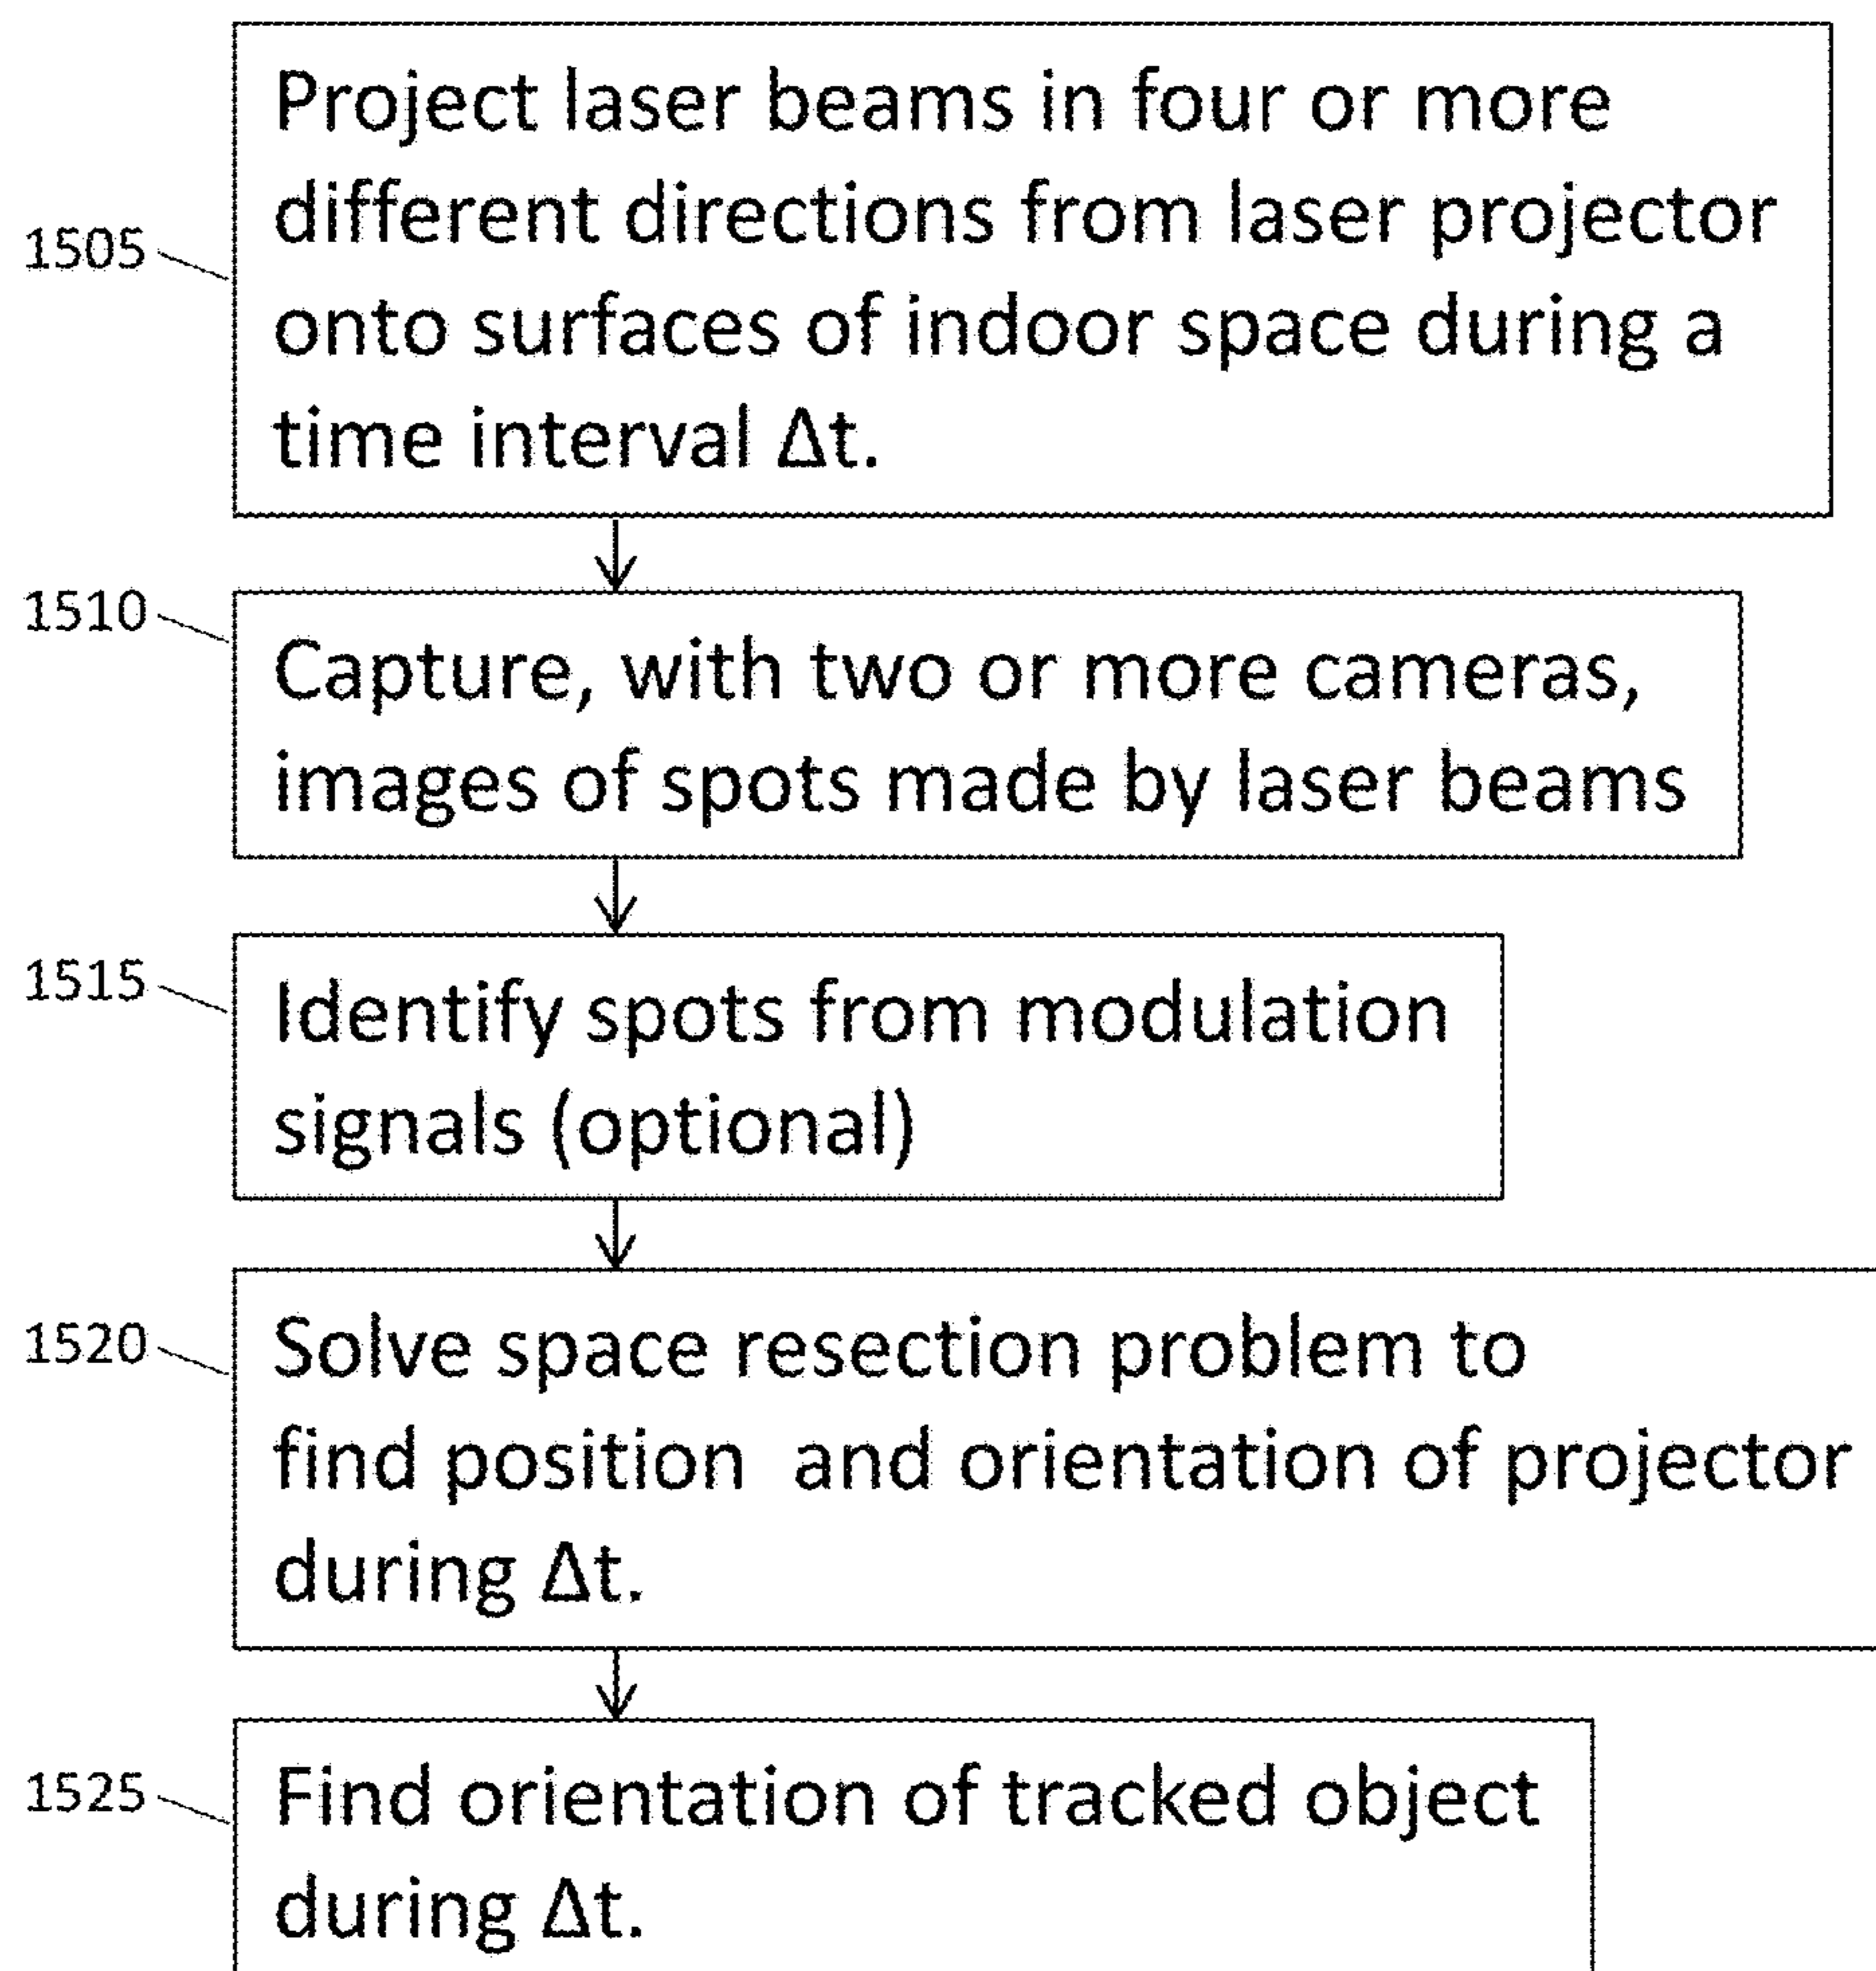 1505
Project laser beams in four or more
different directions from laser projector
onto surfaces of indoor space during a
time interval Δt.
1510
Capture, with two or more cameras,
images of spots made by laser beams
1515
Identify spots from modulation
signals (optional)
1520
Solve space resection problem to
find position  and orientation of projector
during Δt.
1525
Find orientation of tracked object
during Δt.